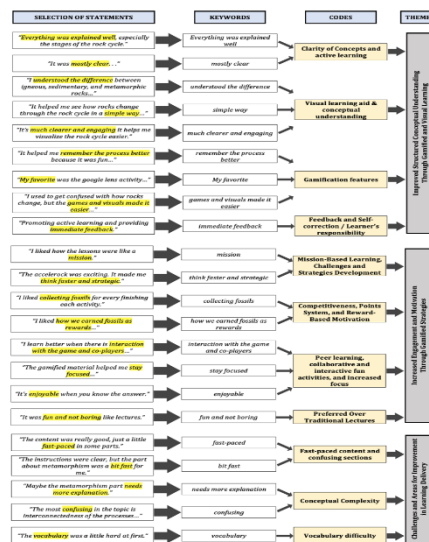 SELECTION OF STATEMENTS
KEYWORDS
CODES
THEME
"Everything was explained well, especially
the stages of the rock cycle."
Everything was explained
well
Clarity of Concepts and
active learning
"It was mostly clear. . ."
mostly clear
"I understood the difference between
igneous, sedimentary, and metamorphic
rocks..."
understood the difference
Visual learning aid & conceptual
understanding
"It helped me see how rocks change
through the rock cycle in a simple way..."
simple way
"It's much clearer and engaging it helps me
visualize the rock cycle easier."
much clearer and engaging
"It helped me remember the process better
because it was fun..."
remember the process
better
Gamification features
"My favorite was the google lens activity..."
My favorite
"I used to get confused with how rocks
change, but the games and visuals made it
easier..."
games and visuals made it
easier
"Promoting active learning and providing
immediate feedback."
immediate feedback
Feedback and Self-
correction / Learner's
responsibility
Improved Structured Conceptual Understanding
Through Gamified and Visual Learning
"I liked how the lessons were like a
mission."
mission
Mission-Based Learning,
Challenges and
Strategies Development
"The accelerock was exciting. It made me
think faster and strategic."
think faster and strategic
"I liked collecting fossils for every finishing
each activity."
collecting fossils
Competitiveness, Points
System, and Reward-
Based Motivation
"I liked how we earned fossils as
rewards..."
how we earned fossils as
rewards
"I learn better when there is interaction
with the game and co-players..."
interaction with the game
and co-players
Peer learning,
collaborative and
interactive fun
activities, and increased
focus
"The gamified material helped me stay
focused..."
stay focused
"It's enjoyable when you know the answer."
enjoyable
"It was fun and not boring like lectures."
fun and not boring
Preferred Over
Traditional Lectures
Increased Engagement and Motivation
Through Gamified Strategies
"The content was really good, just a little
fast-paced in some parts."
fast-paced
Fast-paced content and
confusing sections
"The instructions were clear, but the part
about metamorphism was a bit fast for
me."
bit fast
"Maybe the metamorphism part needs
more explanation."
needs more explanation
Conceptual Complexity
"The most confusing in the topic is
interconnectedness of the processes..."
confusing
"The vocabulary was a little hard at first."
vocabulary
Vocabulary difficulty
Challenges and Areas for Improvement
in Learning Delivery